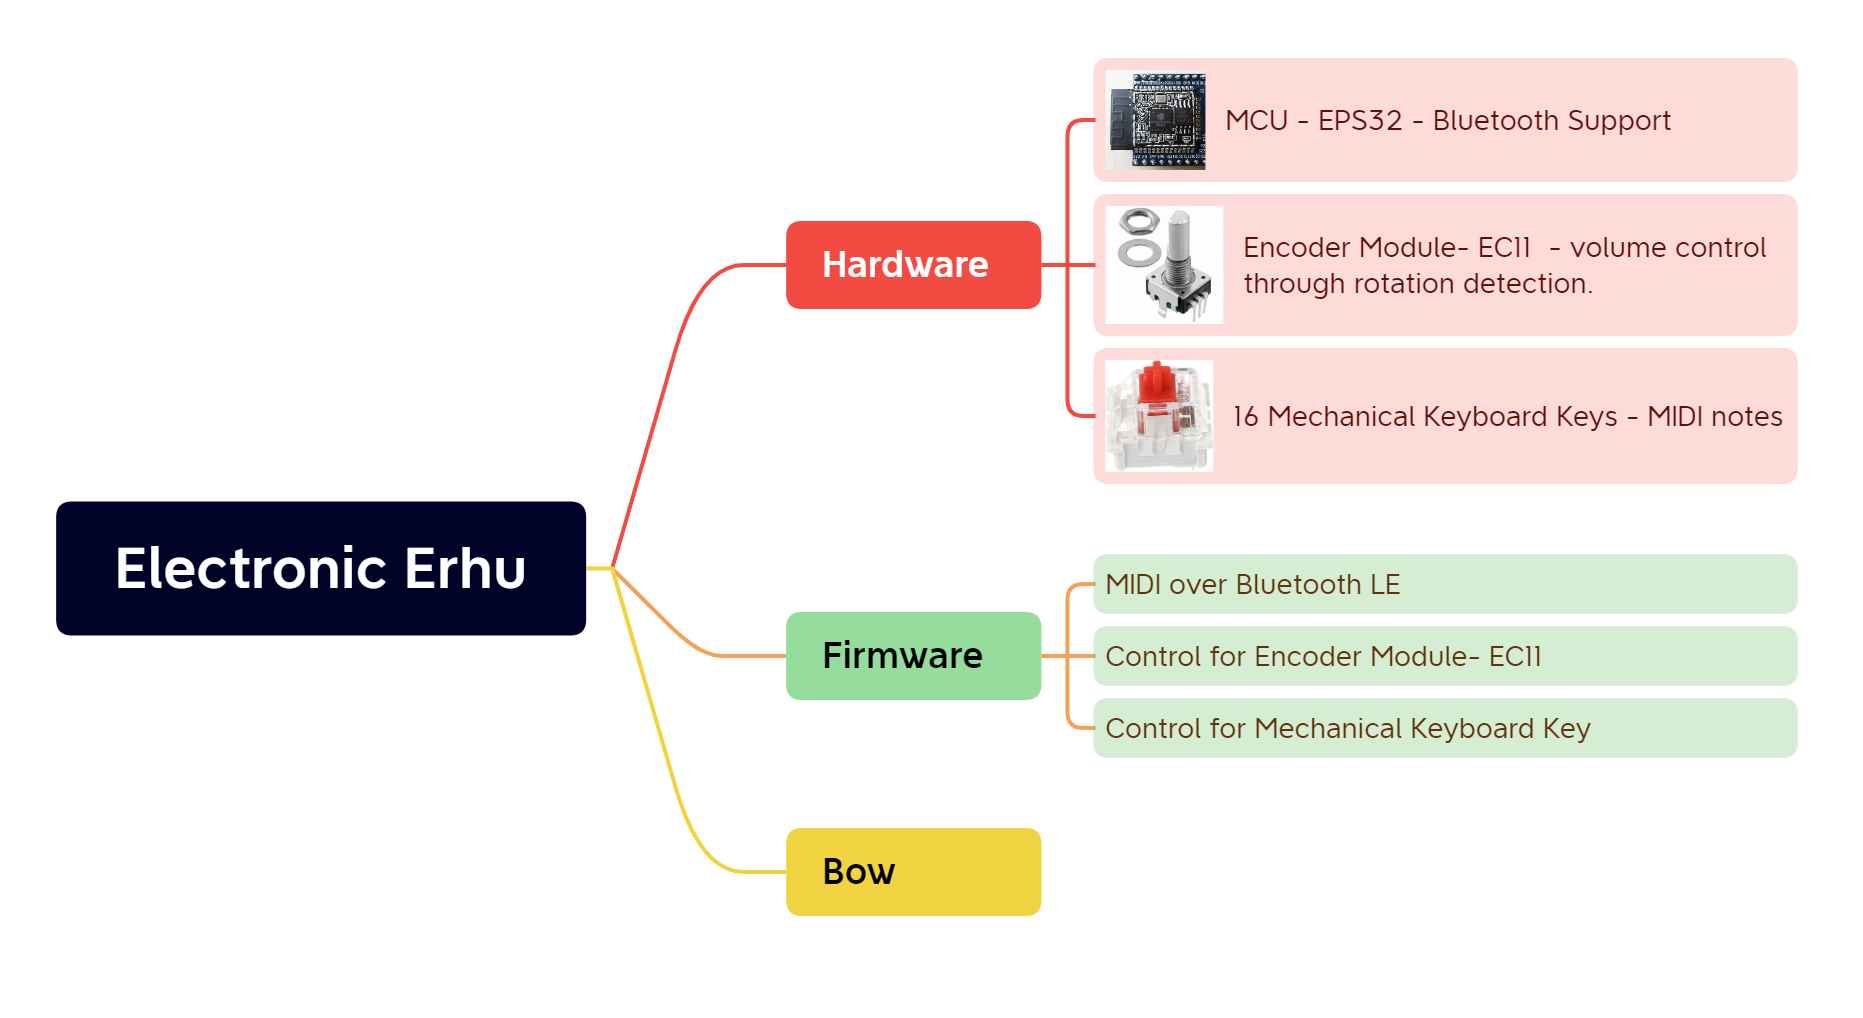 Electronic Erhu
Hardware
MCU - EPS32 - Bluetooth Support
Encoder Module- EC11 - volume control
through rotation detection.
16 Mechanical Keyboard Keys - MIDI notes
Firmware
MIDI over Bluetooth LE
Control for Encoder Module- EC11
Control for Mechanical Keyboard Key
Bow